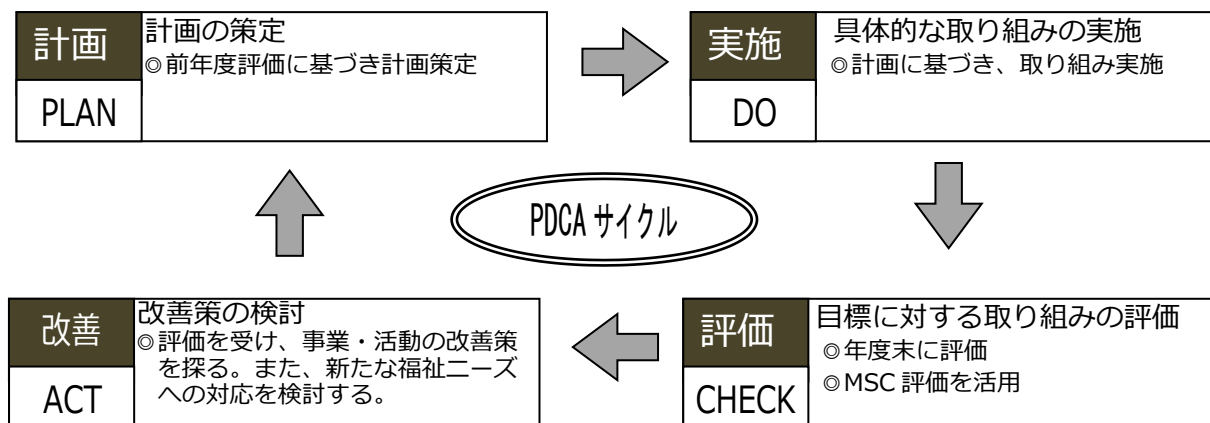 計画
PLAN
計画の策定
◎前年度評価に基づき計画策定
実施
DO
具体的な取り組みの実施
◎計画に基づき、取り組み実施
PDCA サイクル
改善
ACT
改善策の検討
◎評価を受け、事業・活動の改善策
を探る。また、新たな福祉ニーズ
への対応を検討する。
評価
CHECK
目標に対する取り組みの評価
◎年度末に評価
◎MSC 評価を活用